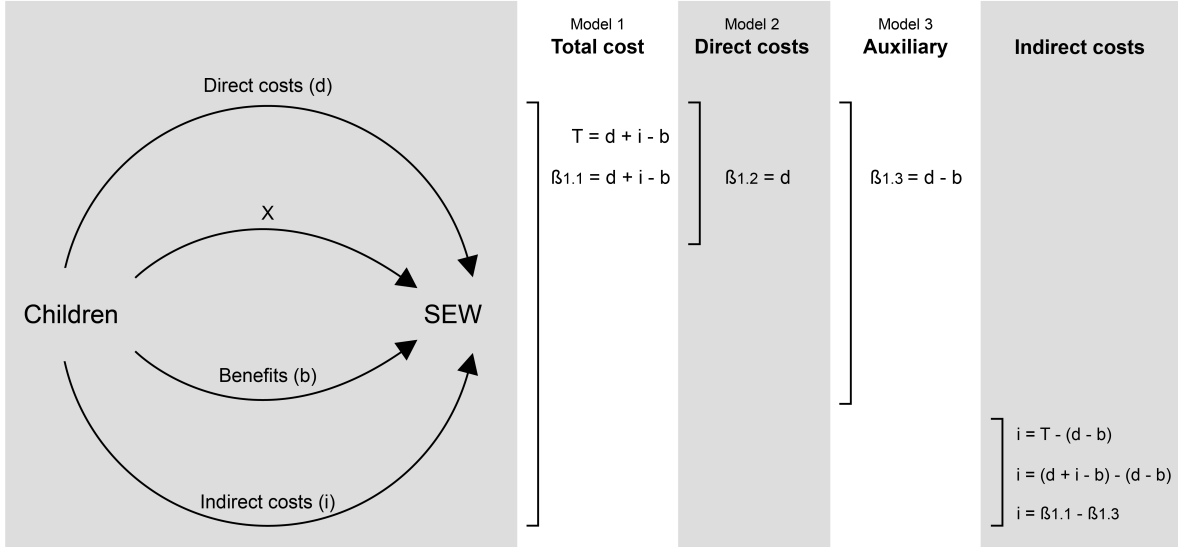 Model 1
Total cost
Model 2
Direct costs
Model 3
Auxiliary
Indirect costs
Direct costs (d)
X
Children
SEW
Benefits (b)
Indirect costs (i)
T = d + i - b
ß1.1 = d + i - b
ß1.2 = d
ß1.3 = d - b
i = T - (d - b)
i = (d + i - b) - (d - b)
i = ß1.1 - ß1.3